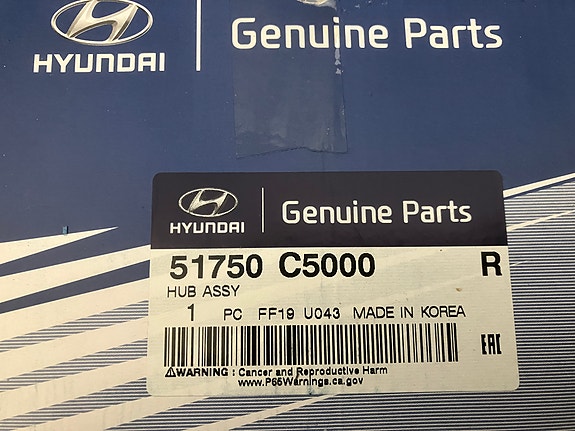 HYUNDAI | Genuine Parts
HYUNDAI | Genuine Parts
51750 C5000 R
HUB ASSY
1 PC FF19 U043 MADE IN KOREA
EAC
⚠WARNING : Cancer and Reproductive Harm
www.P65Warnings.ca.gov